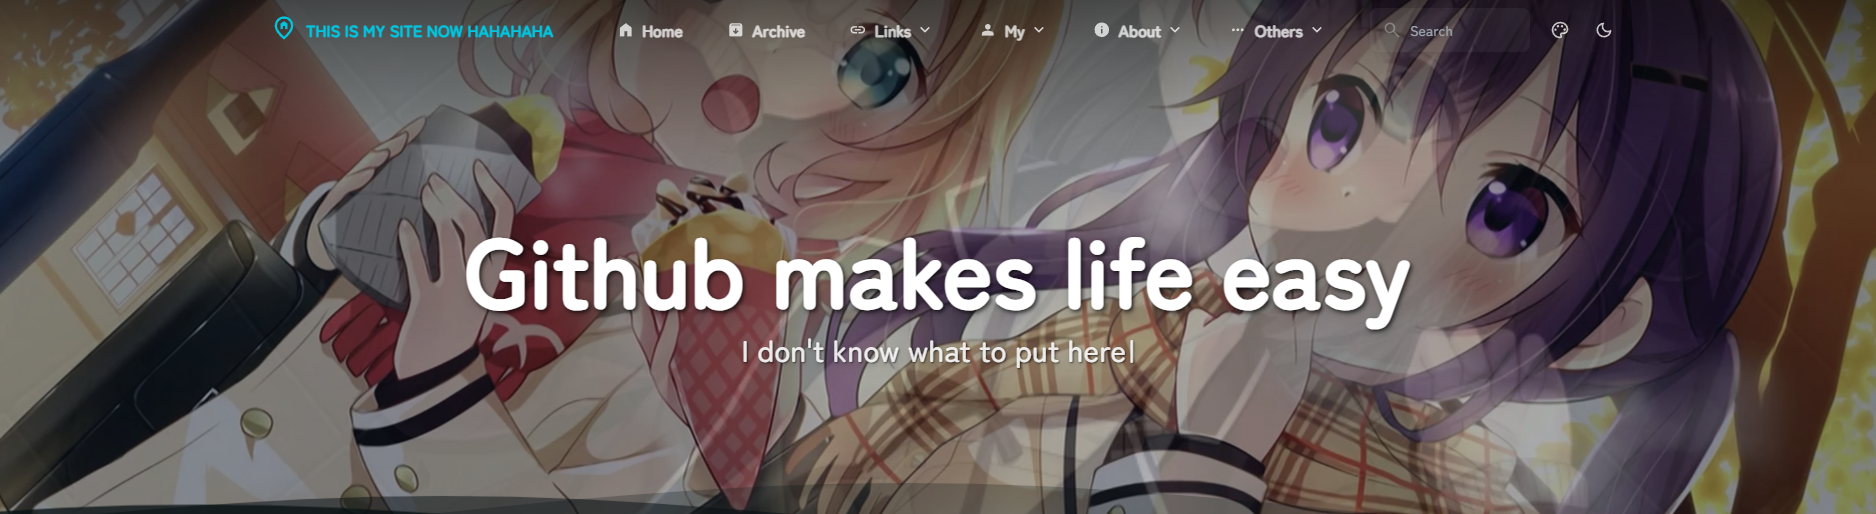 THIS IS MY SITE NOW HAHAHAHA Home Archive Links My About Others Search
Github makes life easy
I don't know what to put here|